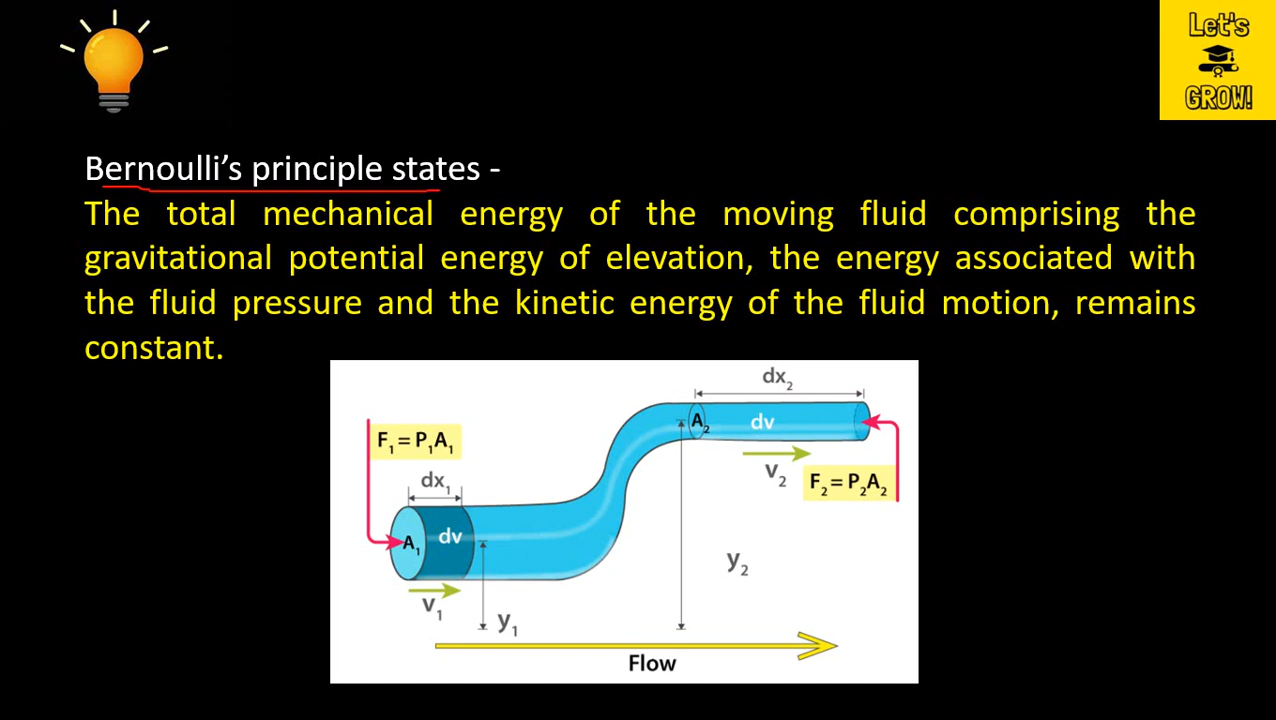 Let's
GROW!
Bernoulli’s principle states -
The total mechanical energy of the moving fluid comprising the
gravitational potential energy of elevation, the energy associated with
the fluid pressure and the kinetic energy of the fluid motion, remains
constant.
dx₂
A₂
dv
F₁ = P₁A₁
v₂
F₂ = P₂A₂
dx₁
A₁
dv
y₂
v₁
y₁
Flow